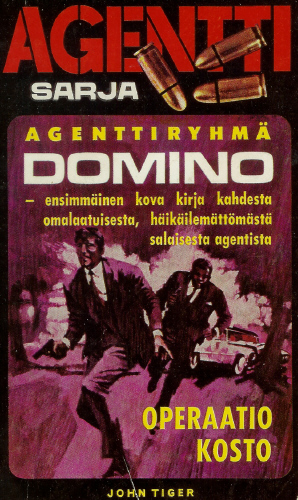 AGENTTI
SARJA
AGENTTIRYHMÄ
DOMINO
– ensimmäinen kova kirja kahdesta
omalaatuisesta, häikäilemättömästä
salaisesta agentista
OPERAATIO
KOSTO
JOHN TIGER